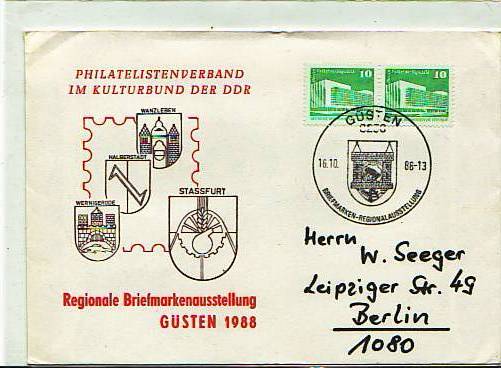 PHILATELISTENVERBAND
IM KULTURBUND DER DDR
WANZLEBEN
HALBERSTADT
WERNIGERODE
STASSFURT
Regionale Briefmarkenausstellung
GÜSTEN 1988
10 10
GÜSTEN
16.10. 88-13
BRIEFMARKEN-REGIONALAUSSTELLUNG
Herrn
W. Seeger
Leipziger Str. 49
Berlin
1080